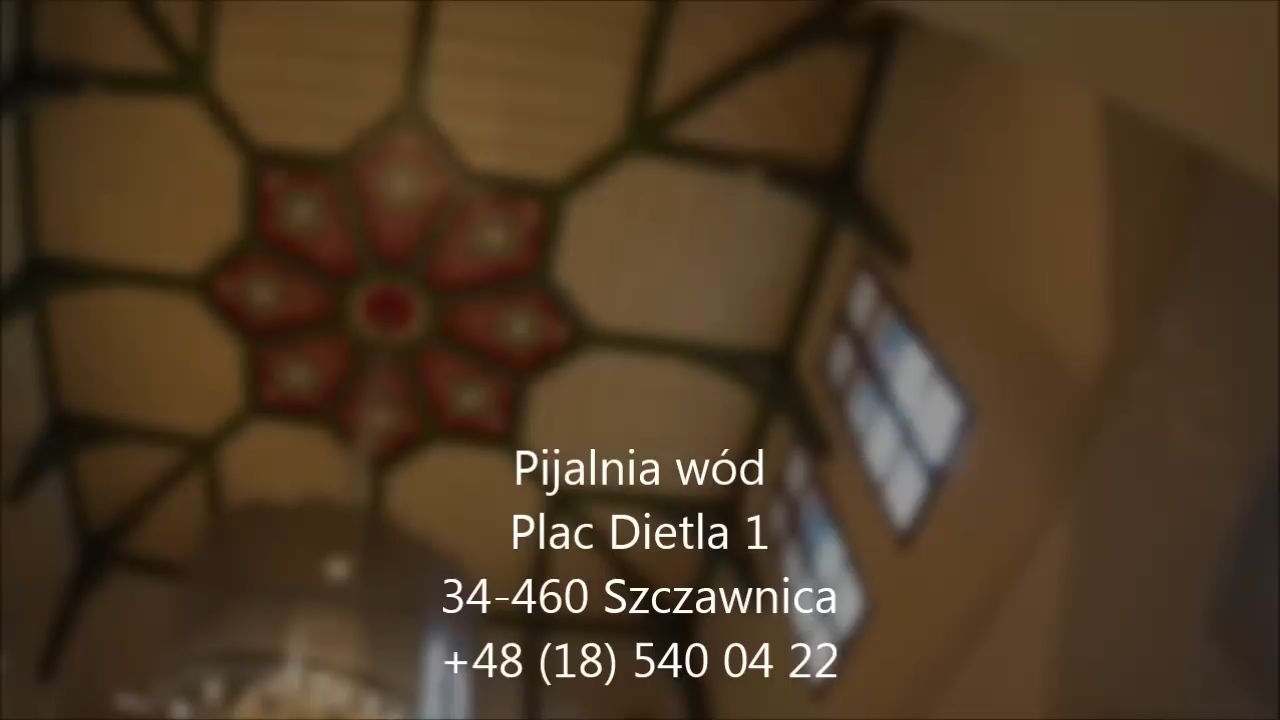 Pijalnia wód
Plac Dietla 1
34-460 Szczawnica
+48 (18) 540 04 22